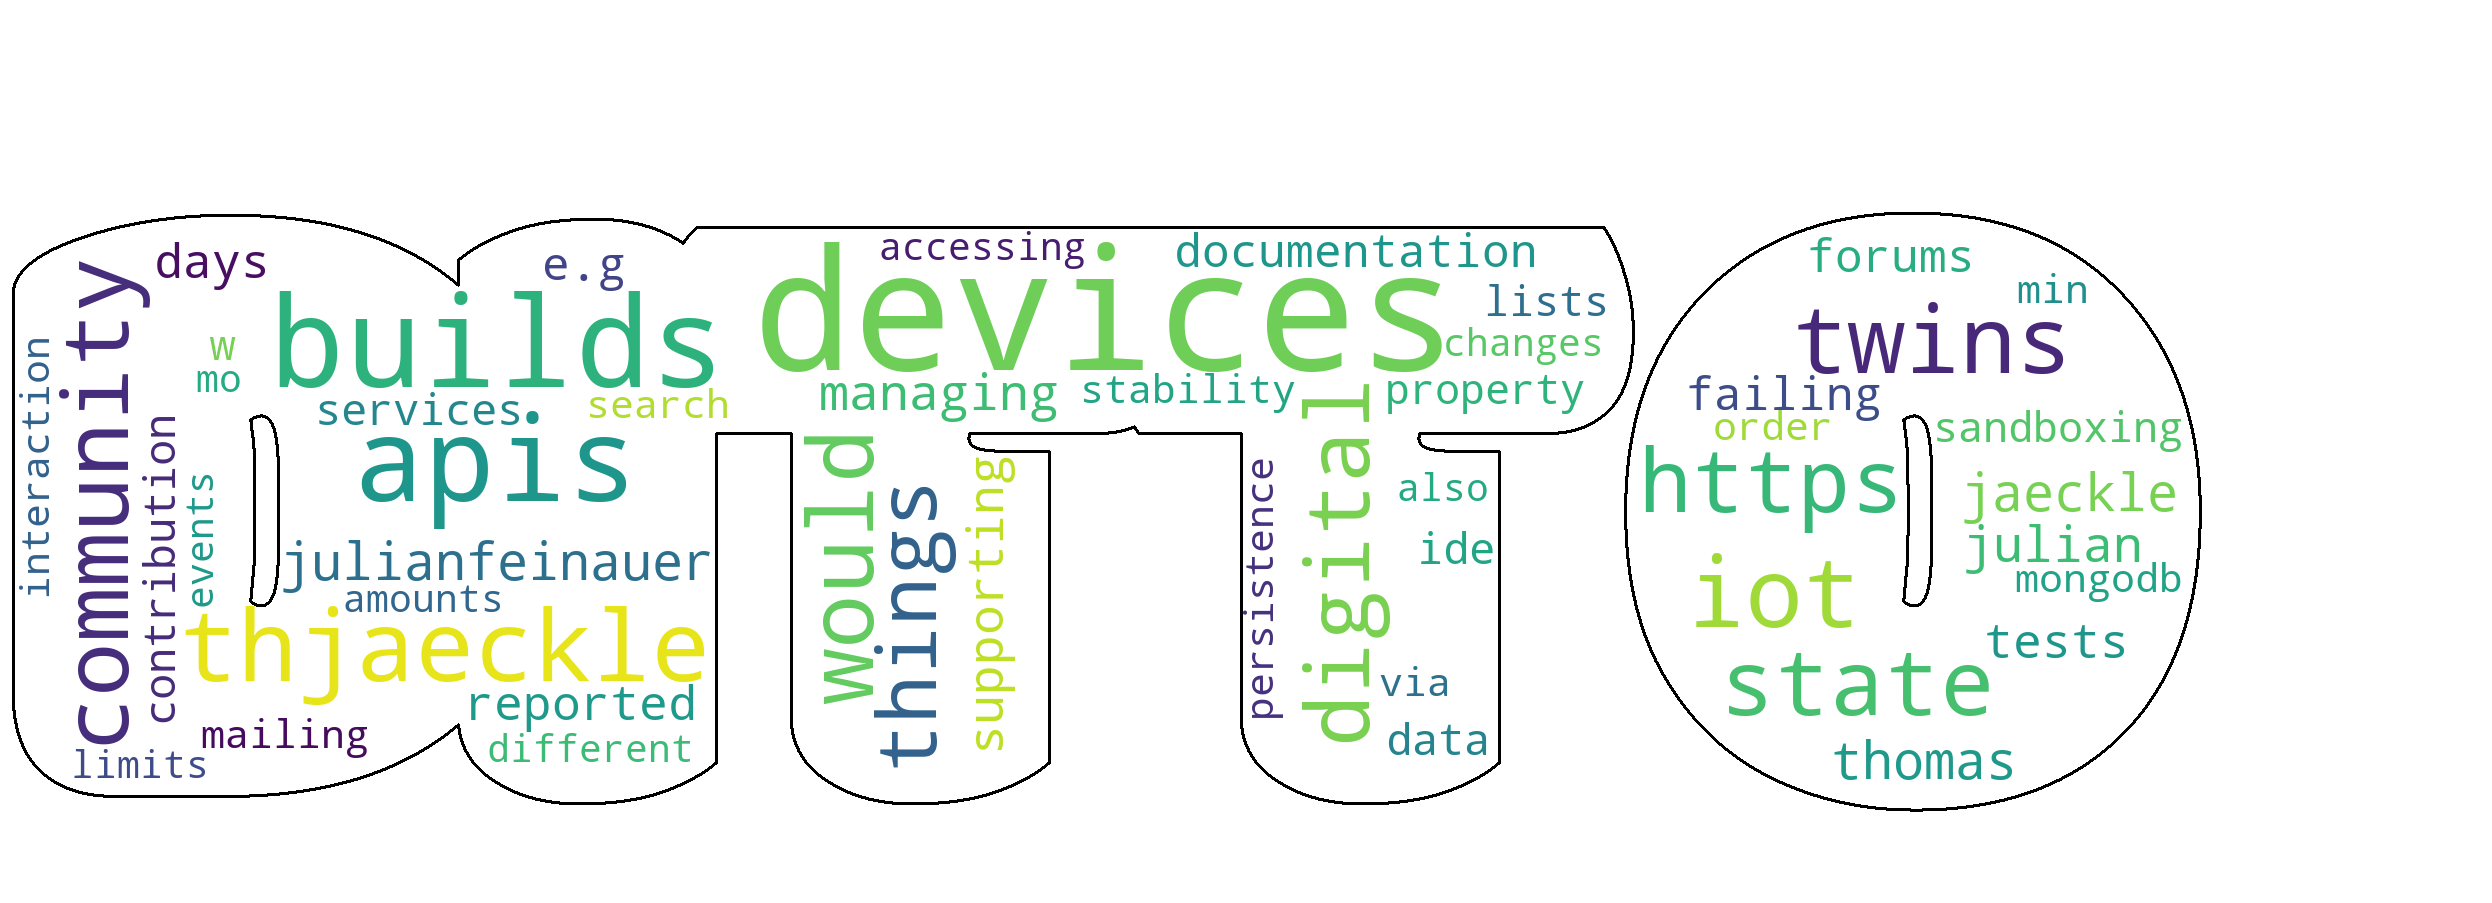 days
e.g
community
interaction
w
mo
builds
services
search
apis
contribution
events
julianfeinauer
amounts
thjaeckle
reported
mailing
different
limits
accessing
documentation
devices
lists
changes
managing
stability
property
would
things
supporting
persistence
digital
also
ide
via
data
forums
min
twins
failing
order
sandboxing
https
jaeckle
julian
mongodb
iot
tests
state
thomas